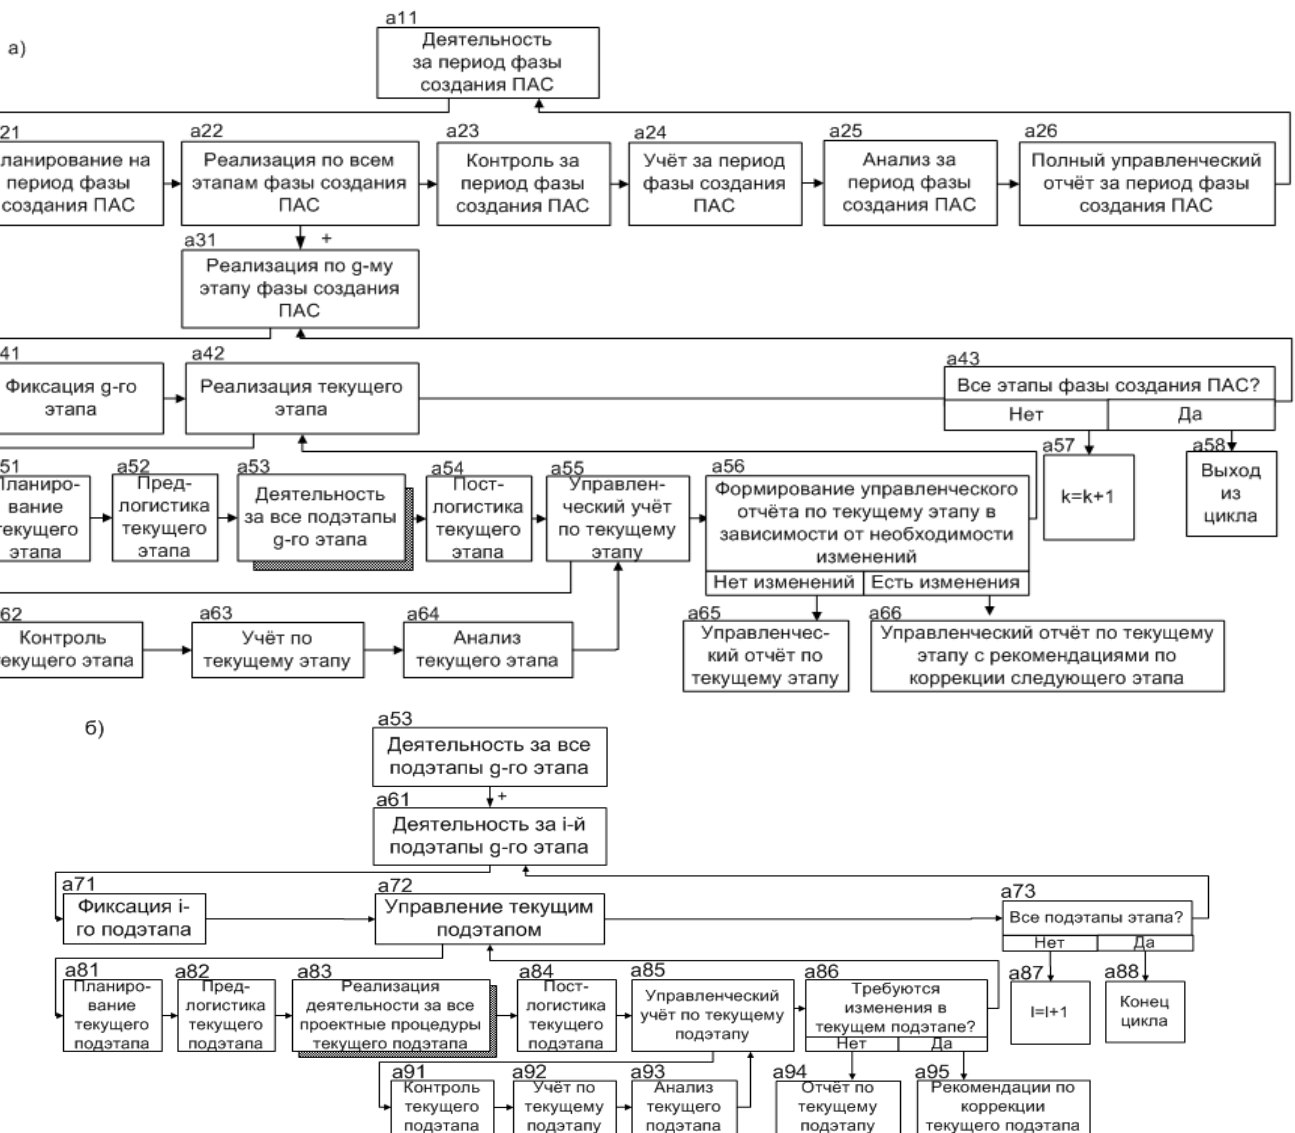 а11
а)
Деятельность
за период фазы
создания ПАС
21
ланирование на
период фазы
создания ПАС
а22
Реализация по всем
этапам фазы создания
ПАС
а23
Контроль за
период фазы
создания ПАС
а24
Учёт за период
фазы создания
ПАС
а25
Анализ за
период фазы
создания ПАС
а26
Полный управленческий
отчёт за период фазы
создания ПАС
+
а31
Реализация по g-му
этапу фазы создания
ПАС
41
Фиксация g-го
этапа
а42
Реализация текущего
этапа
а43
Все этапы фазы создания ПАС?
Нет
Да
51
Планиро-
вание
текущего
этапа
а52
Пред-
логистика
текущего
этапа
а53
Деятельность
за все подэтапы
g-го этапа
а54
Пост-
логистика
текущего
этапа
а55
Управлен-
ческий учёт
по текущему
этапу
а56
Формирование управленческого
отчёта по текущему этапу в
зависимости от необходимости
изменений
Нет изменений
Есть изменения
а57
k=k+1
а58
Выход
из
цикла
62
Контроль
текущего этапа
а63
Учёт по
текущему этапу
а64
Анализ
текущего этапа
а65
Управленчес-
кий отчёт по
текущему этапу
а66
Управленческий отчёт по текущему
этапу с рекомендациями по
коррекции следующего этапа
б)
а53
Деятельность за все
подэтапы g-го этапа
+
а61
Деятельность за i-й
подэтапы g-го этапа
а71
Фиксация i-
го подэтапа
а72
Управление текущим
подэтапом
а73
Все подэтапы этапа?
Нет
Да
а81
Планиро-
вание
текущего
подэтапа
а82
Пред-
логистика
текущего
подэтапа
а83
Реализация
деятельности за все
проектные процедуры
текущего подэтапа
а84
Пост-
логистика
текущего
подэтапа
а85
Управленческий
учёт по текущему
подэтапу
а86
Требуются
изменения в
текущем подэтапе?
Нет
Да
а87
I=I+1
а88
Конец
цикла
а91
Контроль
текущего
подэтапа
а92
Учёт по
текущему
подэтапу
а93
Анализ
текущего
подэтапа
а94
Отчёт по
текущему
подэтапу
а95
Рекомендации по
коррекции
текущего подэтапа